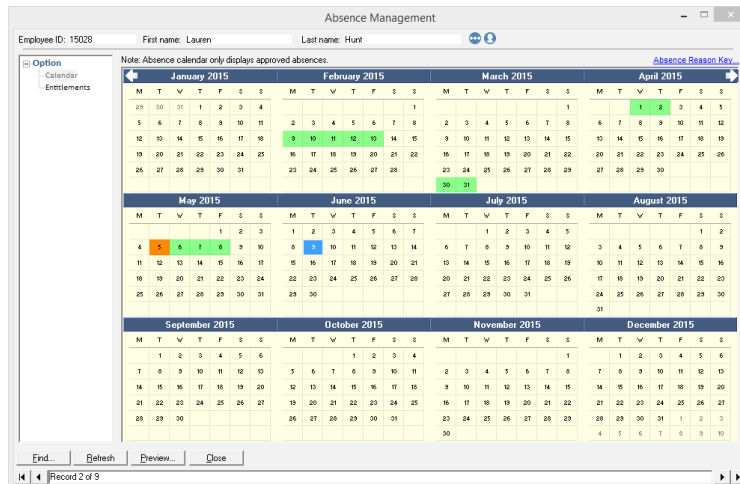 Absence Management
Employee ID: 15028 First name: Lauren Last name: Hunt
Option
Calendar
Entitlements
Note: Absence calendar only displays approved absences. Absence Reason Key...
January 2015
M T W T F S S
29 30 31 1 2 3 4
5 6 7 8 9 10 11
12 13 14 15 16 17 18
19 20 21 22 23 24 25
26 27 28 29 30 31
February 2015
M T W T F S S
1
2 3 4 5 6 7 8
9 10 11 12 13 14 15
16 17 18 19 20 21 22
23 24 25 26 27 28
March 2015
M T W T F S S
1
2 3 4 5 6 7 8
9 10 11 12 13 14 15
16 17 18 19 20 21 22
23 24 25 26 27 28 29
30 31
April 2015
M T W T F S S
1 2 3 4 5
6 7 8 9 10 11 12
13 14 15 16 17 18 19
20 21 22 23 24 25 26
27 28 29 30
May 2015
M T W T F S S
1 2 3
4 5 6 7 8 9 10
11 12 13 14 15 16 17
18 19 20 21 22 23 24
25 26 27 28 29 30 31
June 2015
M T W T F S S
1 2 3 4 5 6 7
8 9 10 11 12 13 14
15 16 17 18 19 20 21
22 23 24 25 26 27 28
29 30
July 2015
M T W T F S S
1 2 3 4 5
6 7 8 9 10 11 12
13 14 15 16 17 18 19
20 21 22 23 24 25 26
27 28 29 30 31
August 2015
M T W T F S S
1 2
3 4 5 6 7 8 9
10 11 12 13 14 15 16
17 18 19 20 21 22 23
24 25 26 27 28 29 30
31
September 2015
M T W T F S S
1 2 3 4 5 6
7 8 9 10 11 12 13
14 15 16 17 18 19 20
21 22 23 24 25 26 27
28 29 30
October 2015
M T W T F S S
1 2 3 4
5 6 7 8 9 10 11
12 13 14 15 16 17 18
19 20 21 22 23 24 25
26 27 28 29 30 31
November 2015
M T W T F S S
1
2 3 4 5 6 7 8
9 10 11 12 13 14 15
16 17 18 19 20 21 22
23 24 25 26 27 28 29
30
December 2015
M T W T F S S
1 2 3 4 5 6
7 8 9 10 11 12 13
14 15 16 17 18 19 20
21 22 23 24 25 26 27
28 29 30 31 1 2 3
4 5 6 7 8 9 10
Find... Refresh Preview... Close
Record 2 of 9